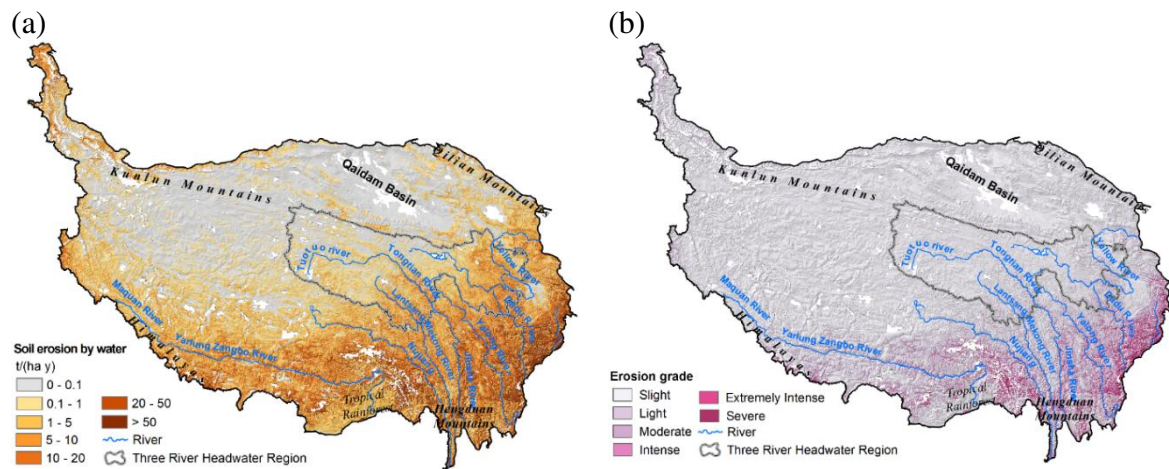 (a)
Kunlun Mountains
Qaidam Basin
Qilian Mountains
Tuotuo river
Tongtian River
Yellow River
Lantsang
Mekong River
Nujiang
Jinsha River
Yalong River
Dadu River
Maquan River
Yarlung Zangbo River
Himalayas
Tropical
Rainforest
Hengduan
Mountains
Soil erosion by water
t/(ha y)
0 - 0.1
0.1 - 1
1 - 5
5 - 10
10 - 20
20 - 50
> 50
River
Three River Headwater Region
(b)
Kunlun Mountains
Qaidam Basin
Qilian Mountains
Tuotuo river
Tongtian River
Yellow River
Lantsang
Mekong River
Nujiang
Jinsha River
Yalong River
Dadu River
Maquan River
Yarlung Zangbo River
Himalayas
Tropical
Rainforest
Hengduan
Mountains
Erosion grade
Slight
Light
Moderate
Intense
Extremely Intense
Severe
River
Three River Headwater Region